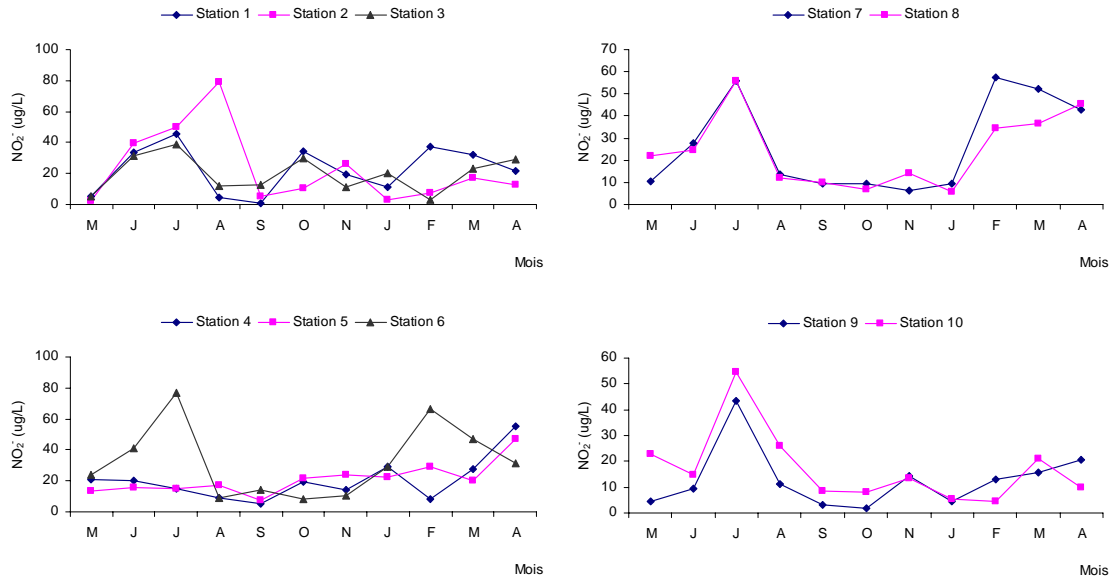 Station 1 Station 2 Station 3
NO₂⁻ (ug/L)
100
80
60
40
20
0
M J J A S O N J F M A
Mois
Station 7 Station 8
NO₂⁻ (ug/L)
70
60
50
40
30
20
10
0
M J J A S O N J F M A
Mois
Station 4 Station 5 Station 6
NO₂⁻ (ug/L)
100
80
60
40
20
0
M J J A S O N J F M A
Mois
Station 9 Station 10
NO₂⁻ (ug/L)
60
50
40
30
20
10
0
M J J A S O N J F M A
Mois